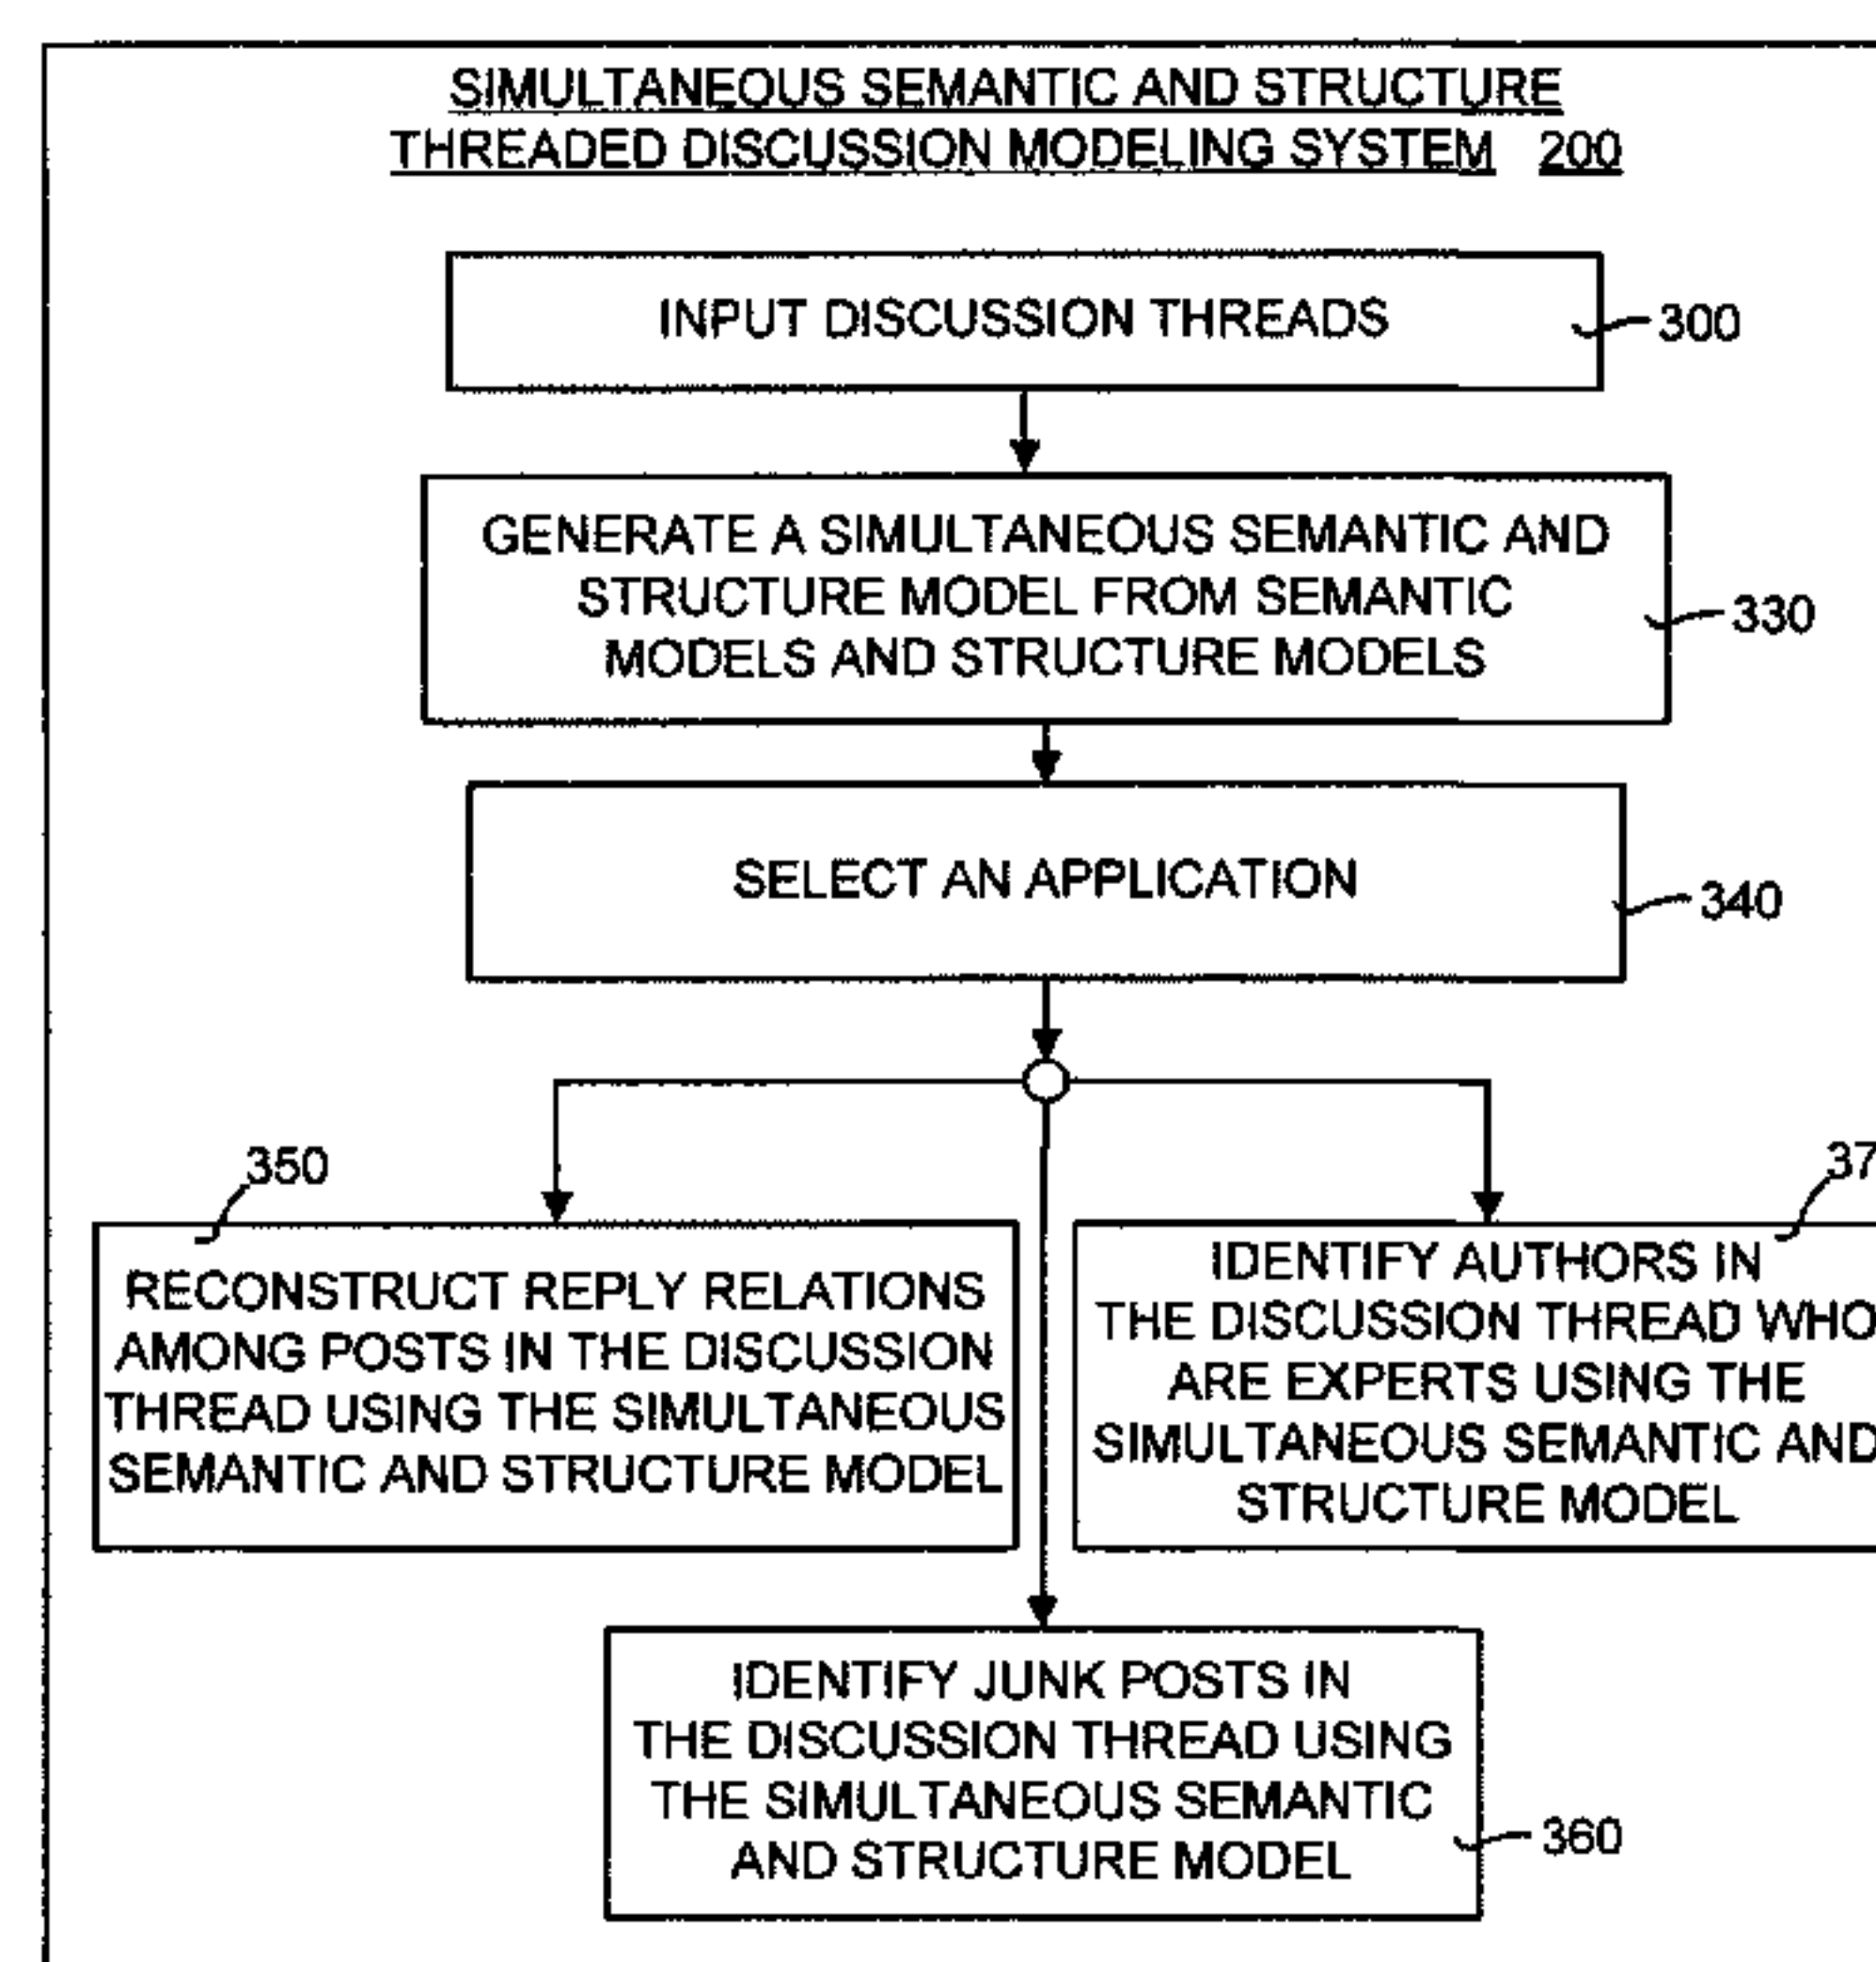 SIMULTANEOUS SEMANTIC AND STRUCTURE
THREADED DISCUSSION MODELING SYSTEM 200
INPUT DISCUSSION THREADS
300
GENERATE A SIMULTANEOUS SEMANTIC AND
STRUCTURE MODEL FROM SEMANTIC
MODELS AND STRUCTURE MODELS
330
SELECT AN APPLICATION
340
350
RECONSTRUCT REPLY RELATIONS
AMONG POSTS IN THE DISCUSSION
THREAD USING THE SIMULTANEOUS
SEMANTIC AND STRUCTURE MODEL
37
IDENTIFY AUTHORS IN
THE DISCUSSION THREAD WHO
ARE EXPERTS USING THE
SIMULTANEOUS SEMANTIC AND
STRUCTURE MODEL
IDENTIFY JUNK POSTS IN
THE DISCUSSION THREAD USING
THE SIMULTANEOUS SEMANTIC
AND STRUCTURE MODEL
360